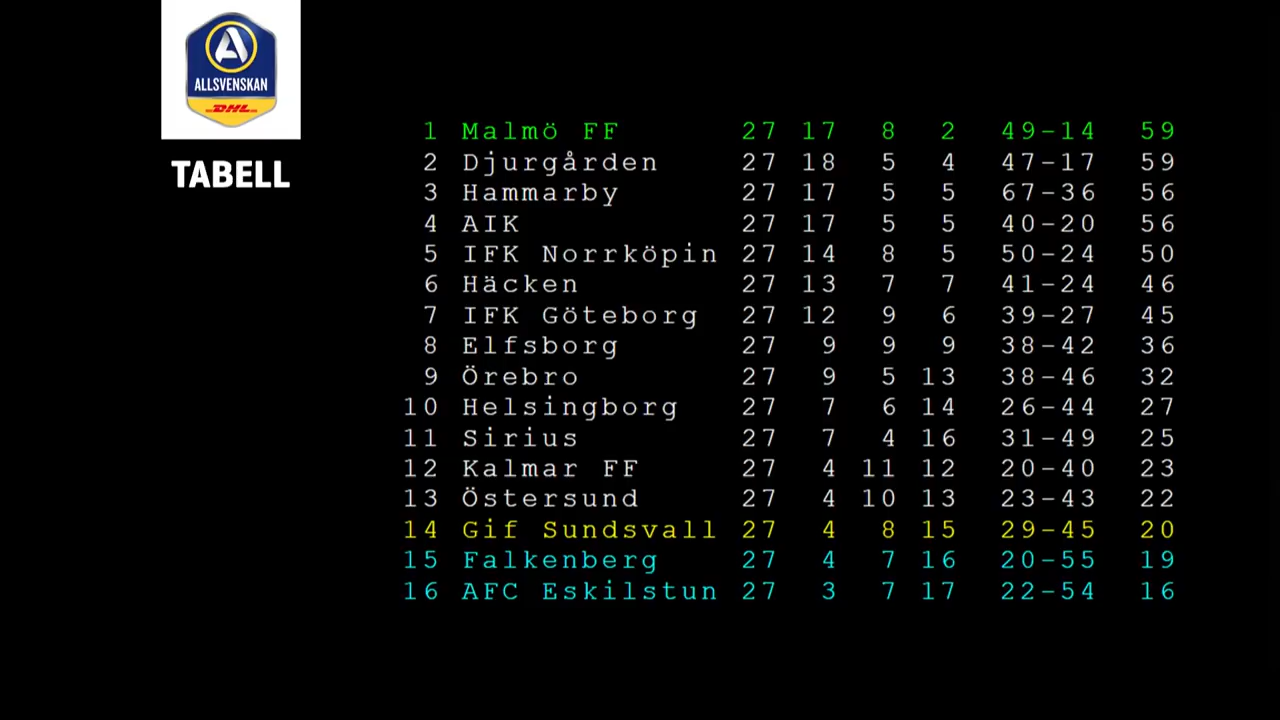 ALLSVENSKAN
DHL
TABELL
1 Malmö FF 27 17 8 2 49-14 59
2 Djurgården 27 18 5 4 47-17 59
3 Hammarby 27 17 5 5 67-36 56
4 AIK 27 17 5 5 40-20 56
5 IFK Norrköpin 27 14 8 5 50-24 50
6 Häcken 27 13 7 7 41-24 46
7 IFK Göteborg 27 12 9 6 39-27 45
8 Elfsborg 27 9 9 9 38-42 36
9 Örebro 27 9 5 13 38-46 32
10 Helsingborg 27 7 6 14 26-44 27
11 Sirius 27 7 4 16 31-49 25
12 Kalmar FF 27 4 11 12 20-40 23
13 Östersund 27 4 10 13 23-43 22
14 Gif Sundsvall 27 4 8 15 29-45 20
15 Falkenberg 27 4 7 16 20-55 19
16 AFC Eskilstun 27 3 7 17 22-54 16